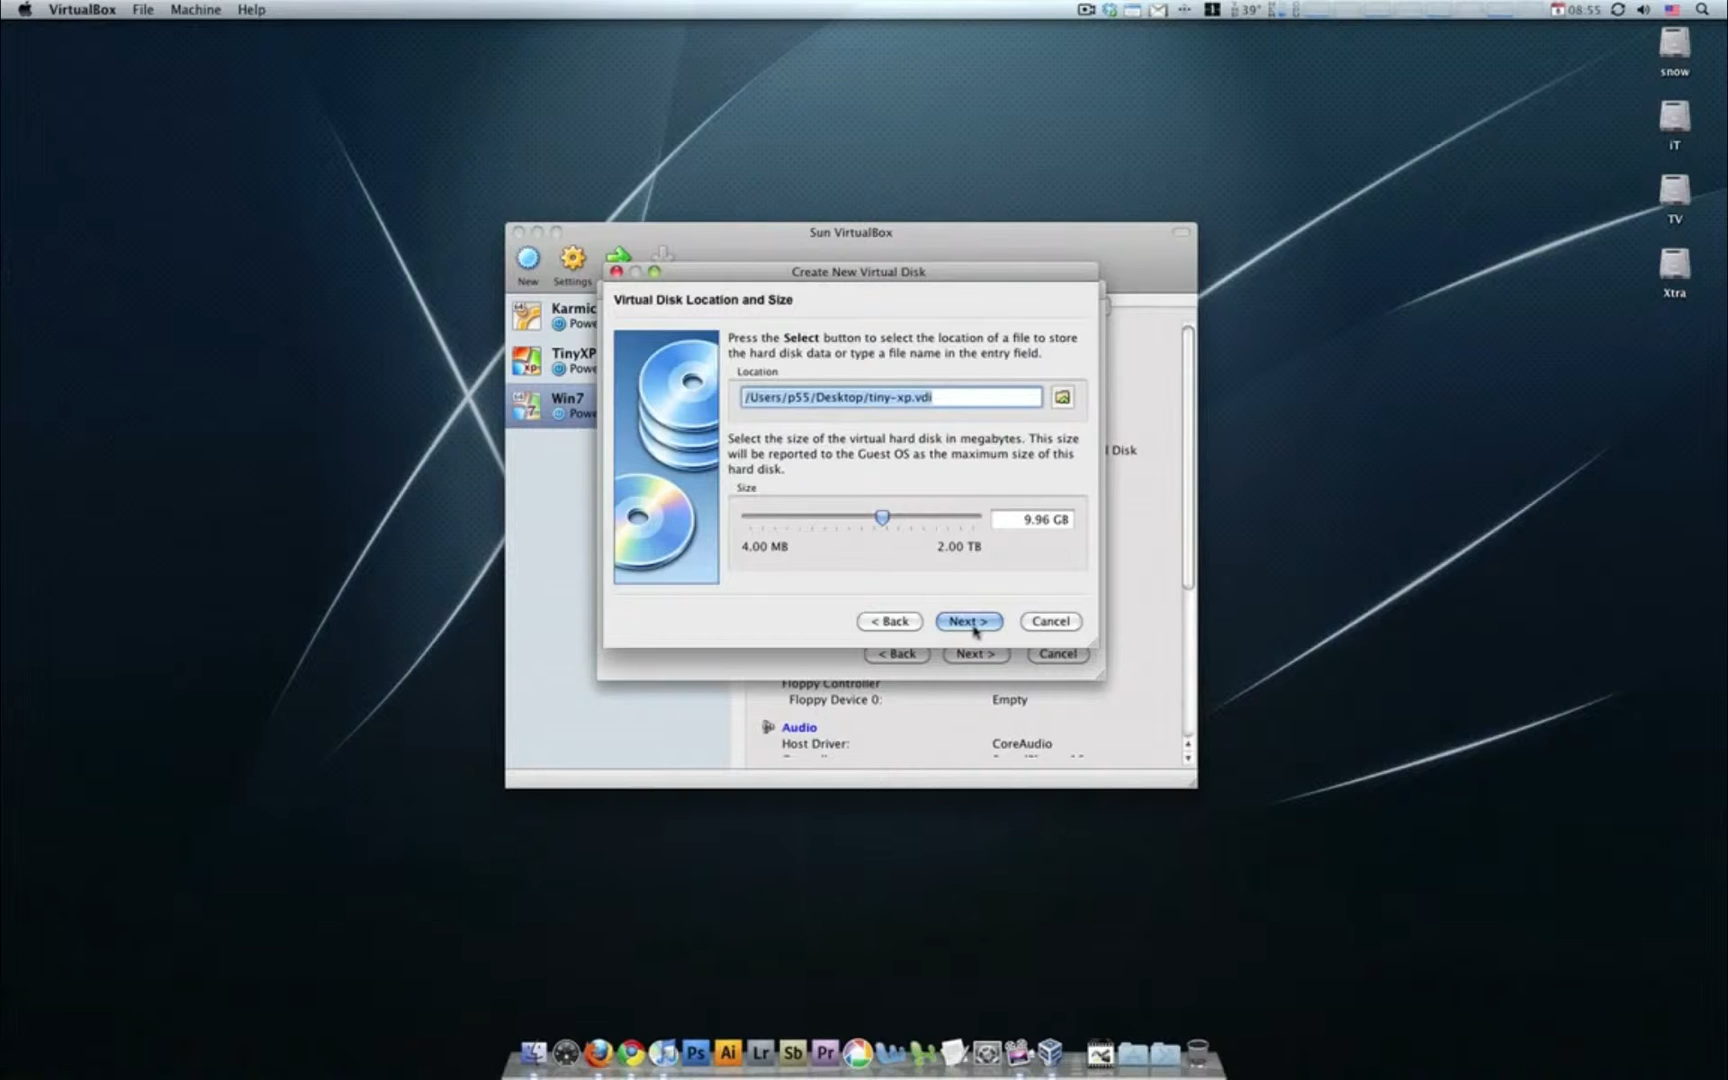 VirtualBox File Machine Help
39° 08:55
snow
iT
TV
Xtra
Sun VirtualBox
New Settings
Create New Virtual Disk
Virtual Disk Location and Size
Karmic
Powe
TinyXP
Powe
Win7
Powe
Press the Select button to select the location of a file to store
the hard disk data or type a file name in the entry field.
Location
/Users/p55/Desktop/tiny-xp.vdi
Select the size of the virtual hard disk in megabytes. This size
will be reported to the Guest OS as the maximum size of this
hard disk.
Size
9.96 GB
4.00 MB 2.00 TB
l Disk
< Back Next > Cancel
< Back Next > Cancel
Floppy Controller
Floppy Device 0: Empty
Audio
Host Driver: CoreAudio
Ps Ai Lr Sb Pr